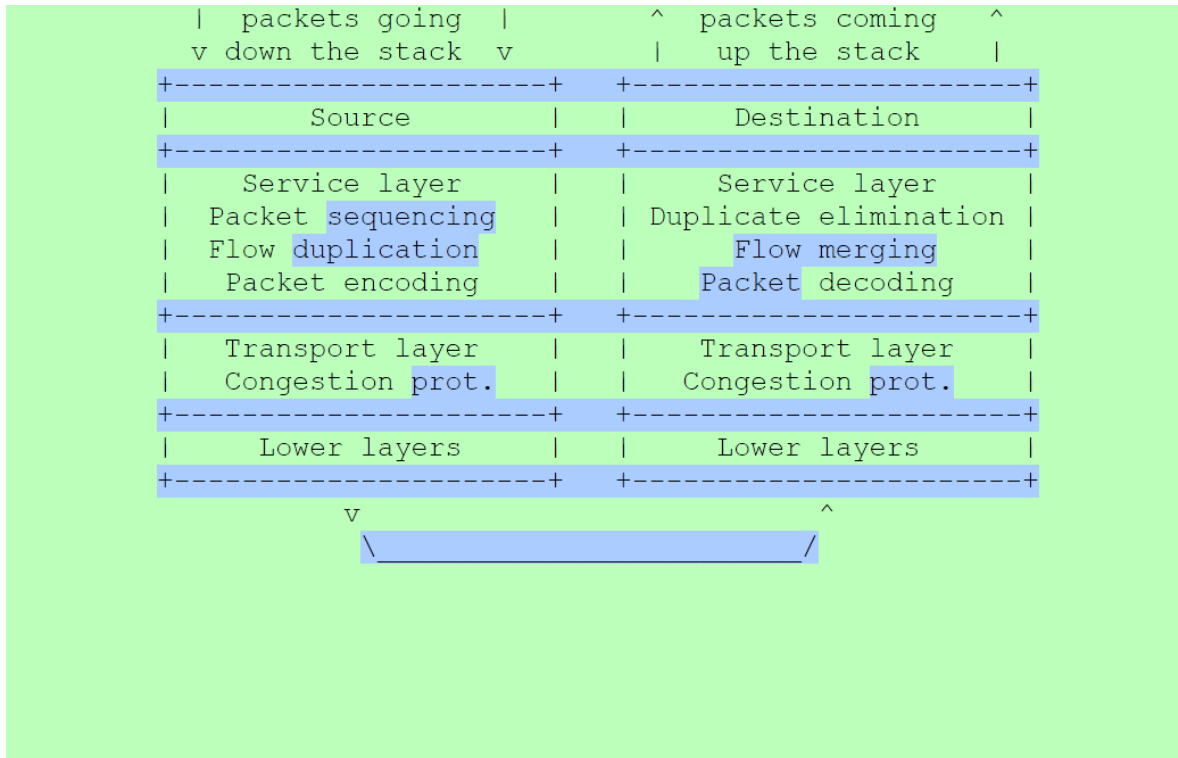 |  packets going  |        ^  packets coming   ^
v down the stack  v        |   up the stack    |
+----------------------+   +-----------------------+
|        Source        |   |      Destination      |
+----------------------+   +-----------------------+
|    Service layer     |   |     Service layer     |
|  Packet sequencing   |   | Duplicate elimination |
|  Flow duplication    |   |      Flow merging     |
|   Packet encoding    |   |    Packet decoding    |
+----------------------+   +-----------------------+
|   Transport layer    |   |    Transport layer    |
|   Congestion prot.   |   |   Congestion prot.    |
+----------------------+   +-----------------------+
|     Lower layers     |   |     Lower layers      |
+----------------------+   +-----------------------+
v                           ^
\_________________________/